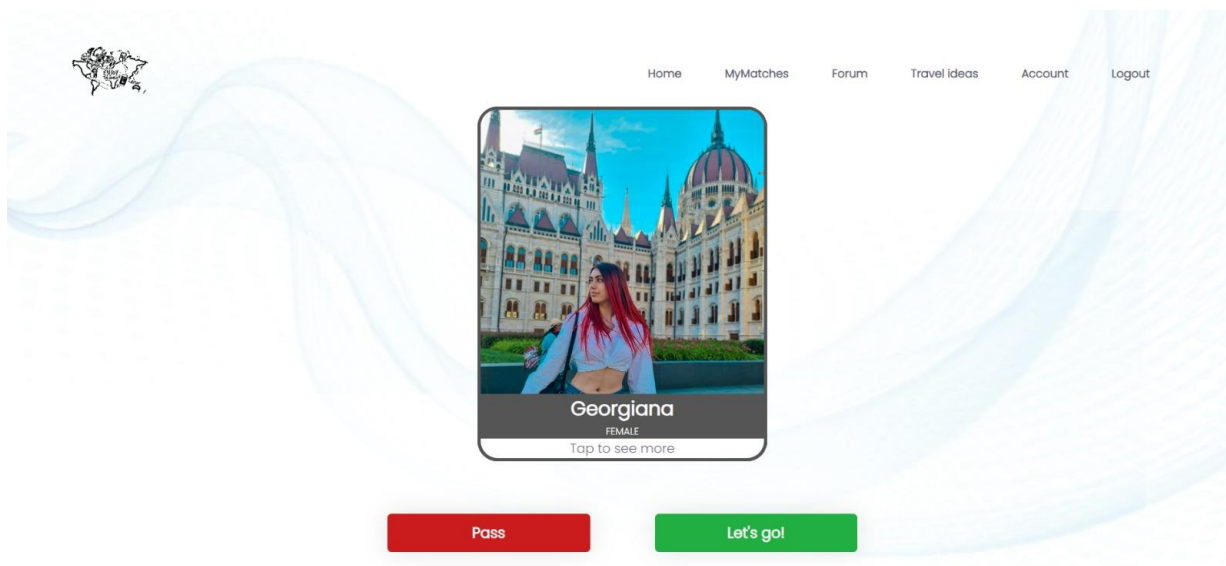 Home MyMatches Forum Travel ideas Account Logout
Georgiana
FEMALE
Tap to see more
Pass Let's go!